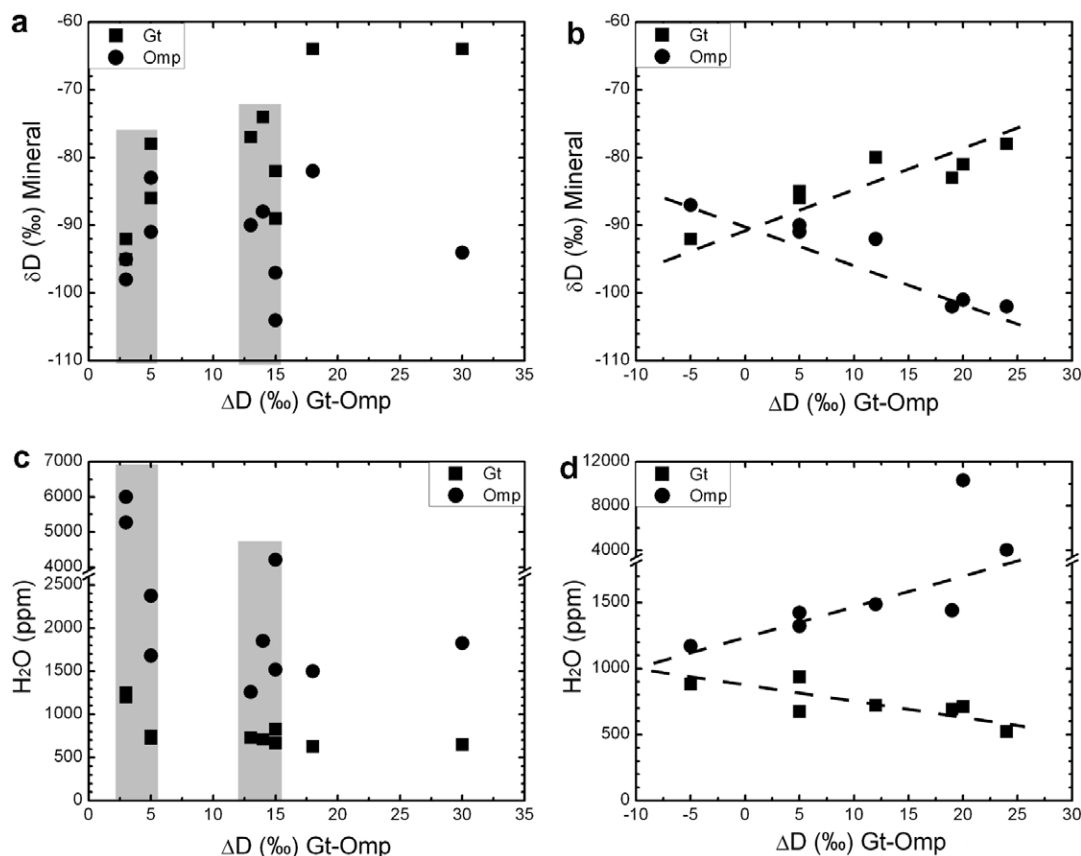 a
Gt
Omp
-60
-70
-80
-90
-100
-110
δD (‰) Mineral
0 5 10 15 20 25 30 35
ΔD (‰) Gt-Omp
b
Gt
Omp
-60
-70
-80
-90
-100
-110
δD (‰) Mineral
-10 -5 0 5 10 15 20 25 30
ΔD (‰) Gt-Omp
c
Gt
Omp
7000
6000
5000
4000
2500
2000
1500
1000
500
0
H2O (ppm)
0 5 10 15 20 25 30 35
ΔD (‰) Gt-Omp
d
Gt
Omp
12000
10000
8000
6000
4000
1500
1000
500
0
H2O (ppm)
-10 -5 0 5 10 15 20 25 30
ΔD (‰) Gt-Omp